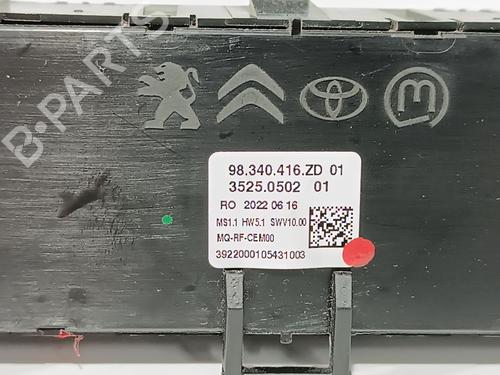 B-PARTS
98.340.416.ZD 01
3525.0502 01
RO 2022 06 16
MS1.1 HW5.1 SWV10.00
MQ-RF-CEM00
3922000105431003